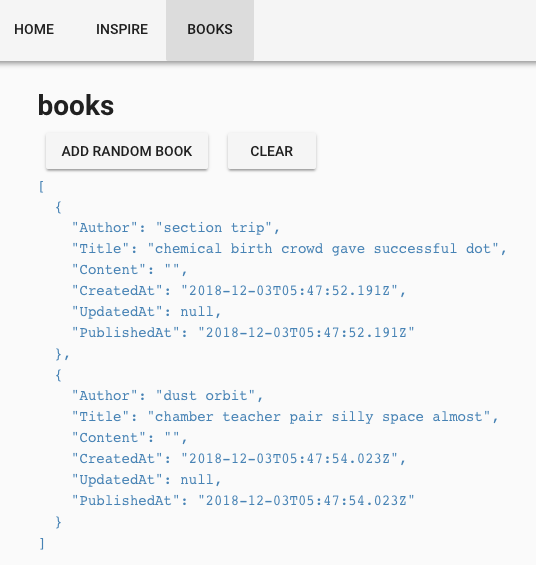 HOME INSPIRE BOOKS
books
ADD RANDOM BOOK CLEAR
[
  {
    "Author": "section trip",
    "Title": "chemical birth crowd gave successful dot",
    "Content": "",
    "CreatedAt": "2018-12-03T05:47:52.191Z",
    "UpdatedAt": null,
    "PublishedAt": "2018-12-03T05:47:52.191Z"
  },
  {
    "Author": "dust orbit",
    "Title": "chamber teacher pair silly space almost",
    "Content": "",
    "CreatedAt": "2018-12-03T05:47:54.023Z",
    "UpdatedAt": null,
    "PublishedAt": "2018-12-03T05:47:54.023Z"
  }
]